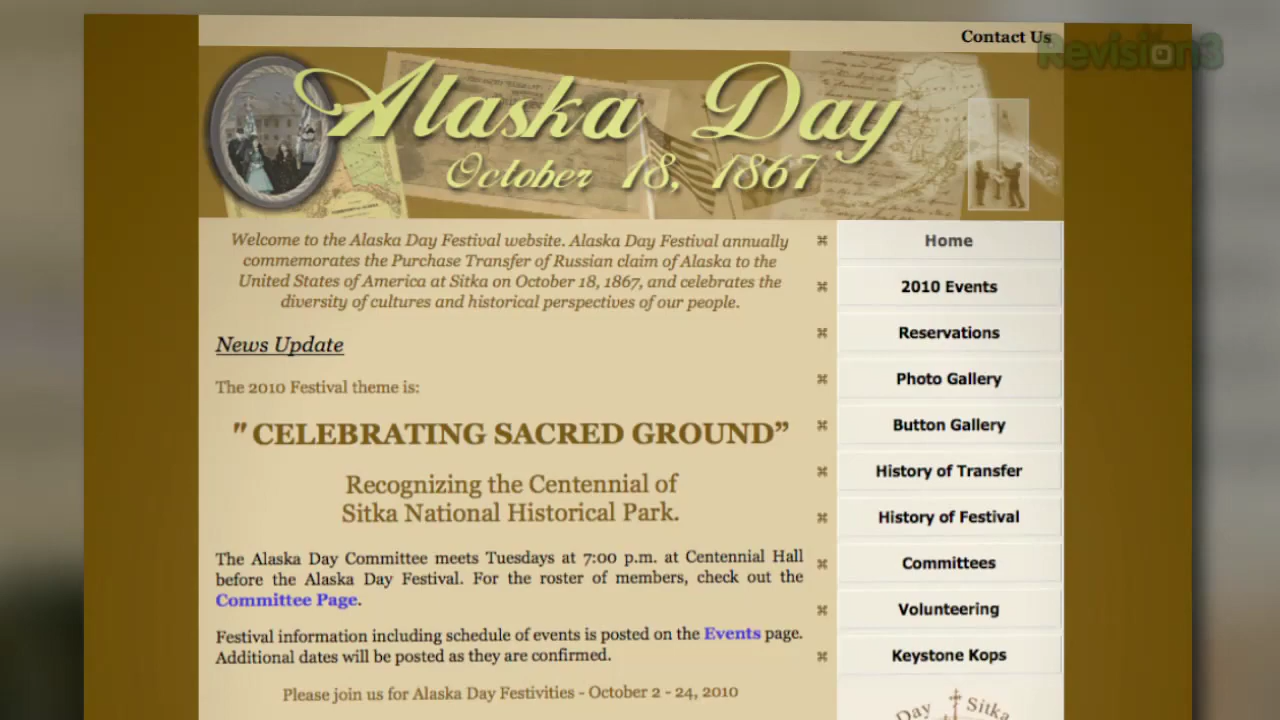 Contact Us
Revision3
Alaska Day
October 18, 1867
Welcome to the Alaska Day Festival website. Alaska Day Festival annually
commemorates the Purchase Transfer of Russian claim of Alaska to the
United States of America at Sitka on October 18, 1867, and celebrates the
diversity of cultures and historical perspectives of our people.
News Update
The 2010 Festival theme is:
"CELEBRATING SACRED GROUND”
Recognizing the Centennial of
Sitka National Historical Park.
The Alaska Day Committee meets Tuesdays at 7:00 p.m. at Centennial Hall
before the Alaska Day Festival. For the roster of members, check out the
Committee Page.
Festival information including schedule of events is posted on the Events page.
Additional dates will be posted as they are confirmed.
Please join us for Alaska Day Festivities - October 2 - 24, 2010
Home
2010 Events
Reservations
Photo Gallery
Button Gallery
History of Transfer
History of Festival
Committees
Volunteering
Keystone Kops
Day Sitka